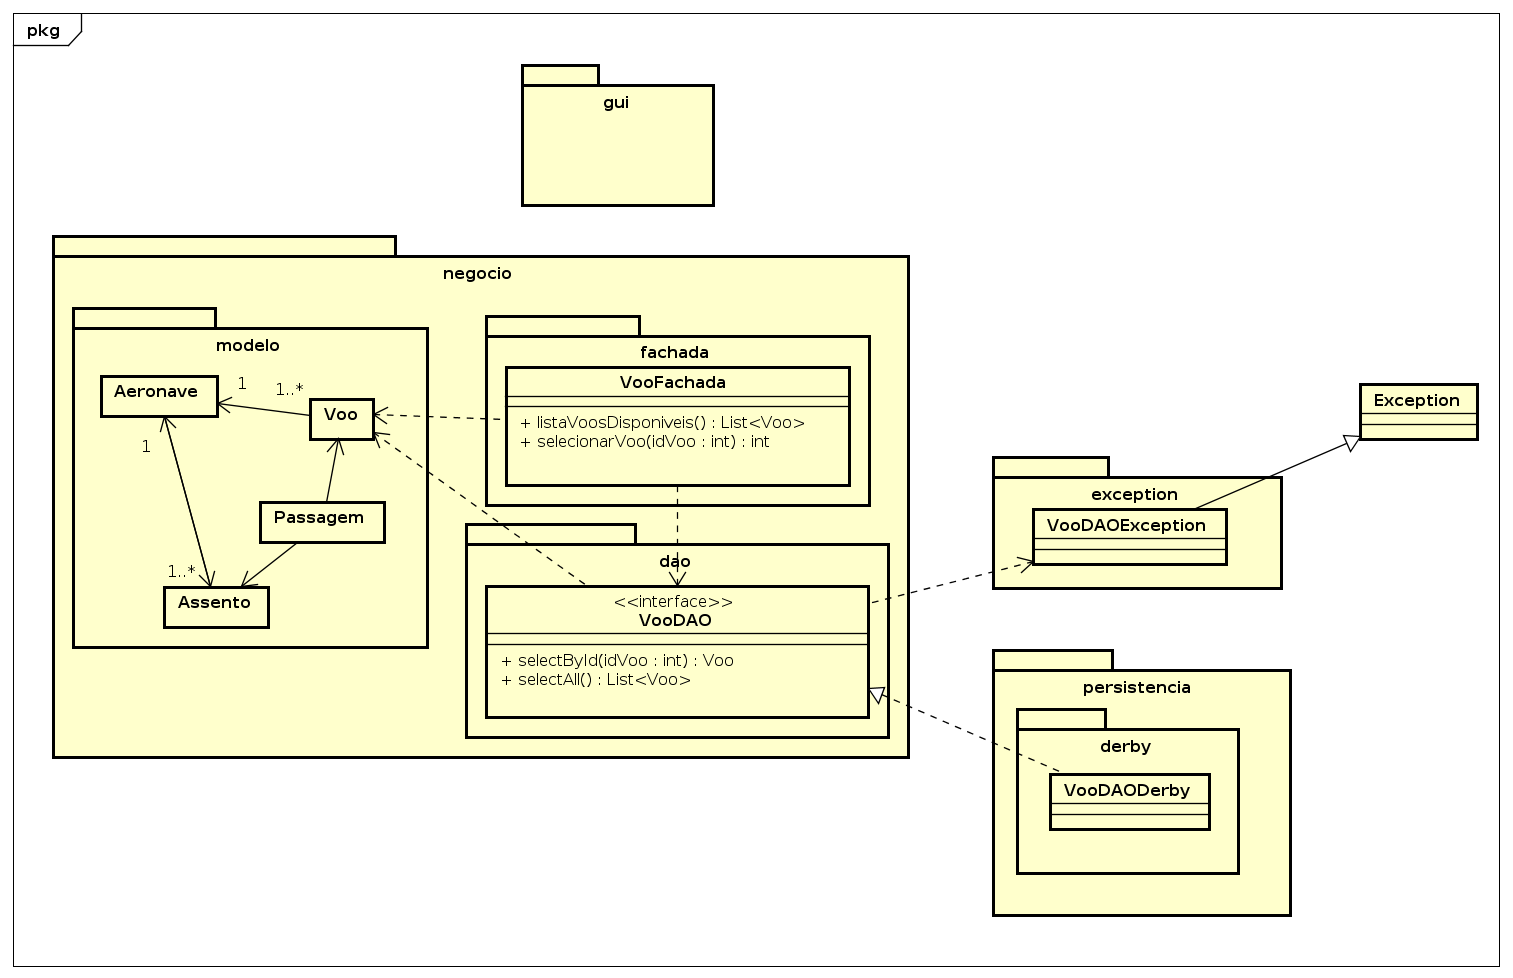 pkg
gui
negocio
modelo
Aeronave
1
1..*
Voo
1
Passagem
1..*
Assento
fachada
VooFachada
+ listaVoosDisponiveis() : List<Voo>
+ selecionarVoo(idVoo : int) : int
dao
<<interface>>
VooDAO
+ selectById(idVoo : int) : Voo
+ selectAll() : List<Voo>
Exception
exception
VooDAOException
persistencia
derby
VooDAODerby